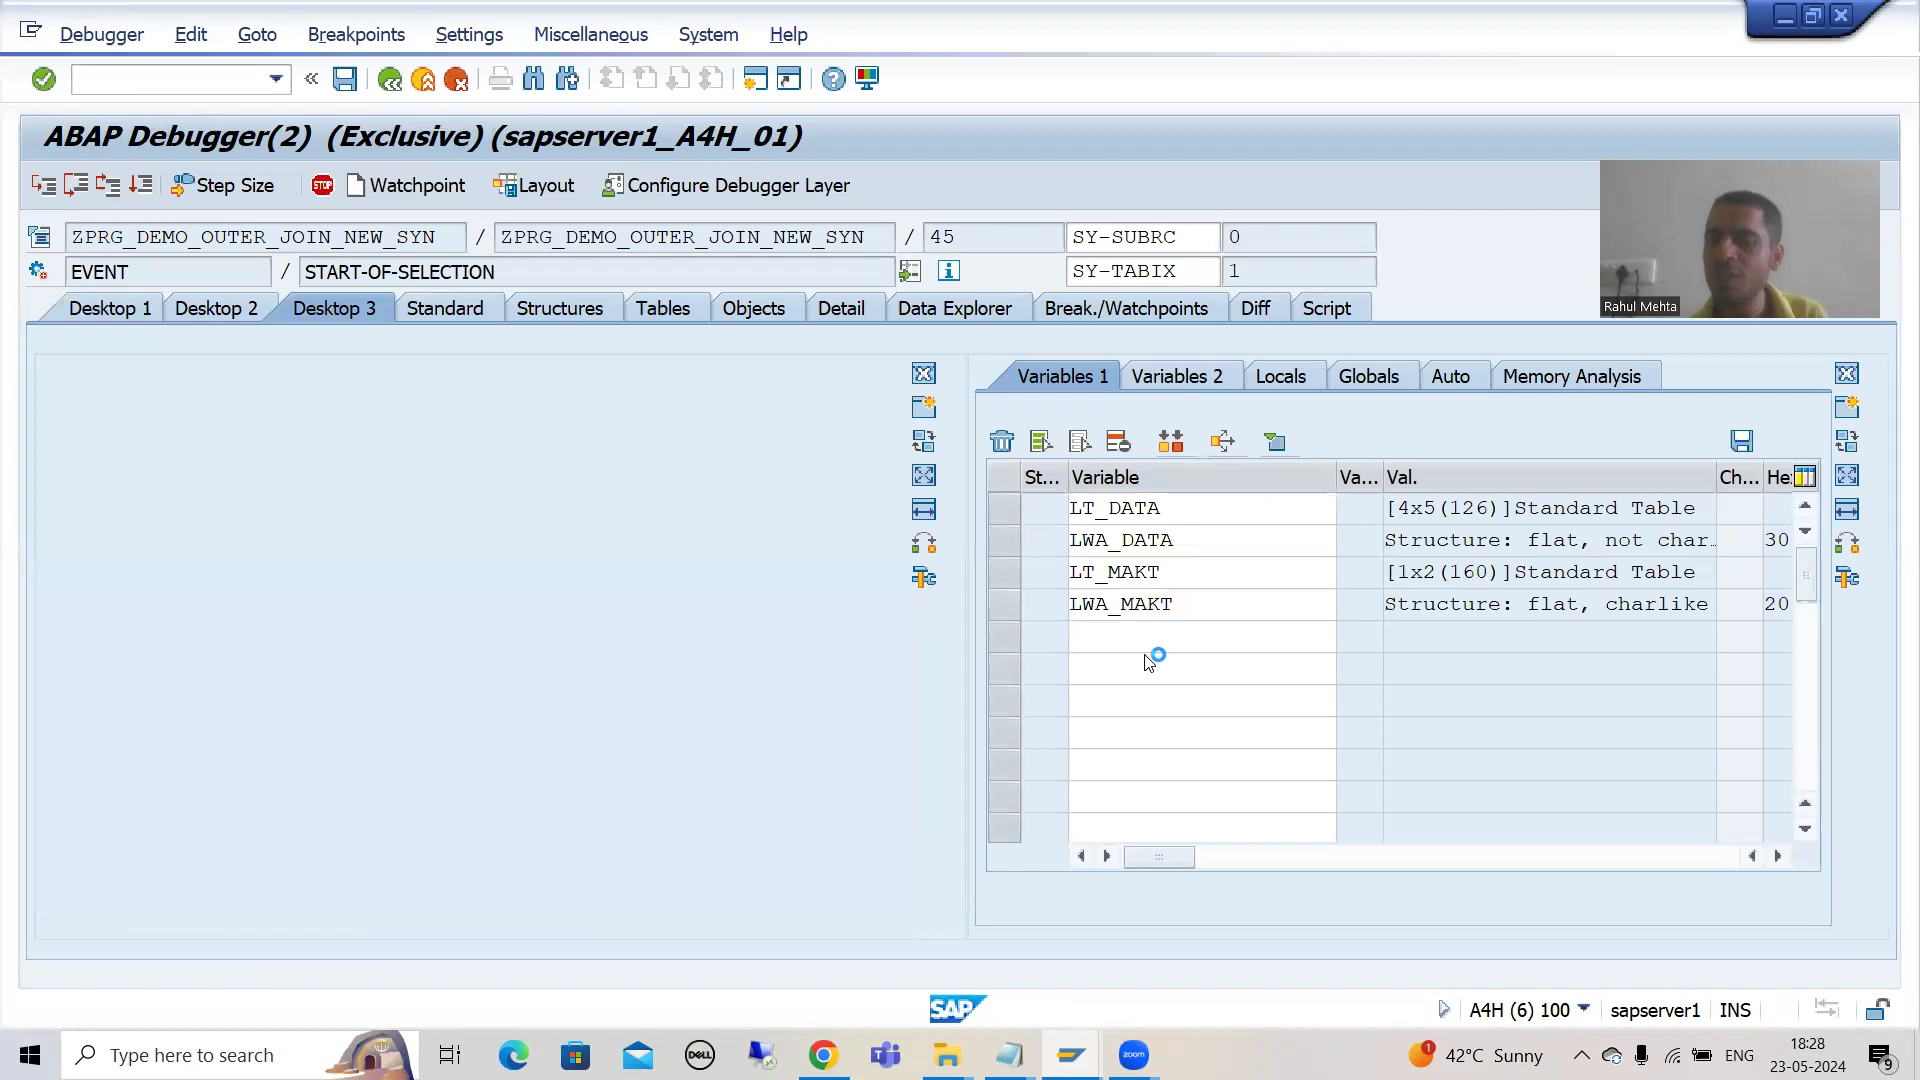 Debugger Edit Goto Breakpoints Settings Miscellaneous System Help
ABAP Debugger(2) (Exclusive) (sapserver1_A4H_01)
Step Size STOP Watchpoint Layout Configure Debugger Layer
ZPRG_DEMO_OUTER_JOIN_NEW_SYN / ZPRG_DEMO_OUTER_JOIN_NEW_SYN / 45 SY-SUBRC 0
EVENT / START-OF-SELECTION SY-TABIX 1
Rahul Mehta
Desktop 1 Desktop 2 Desktop 3 Standard Structures Tables Objects Detail Data Explorer Break./Watchpoints Diff Script
Variables 1 Variables 2 Locals Globals Auto Memory Analysis
St... Variable Va... Val. Ch... He
LT_DATA [4x5(126)]Standard Table
LWA_DATA Structure: flat, not char… 30
LT_MAKT [1x2(160)]Standard Table
LWA_MAKT Structure: flat, charlike 20
SAP A4H (6) 100 sapserver1 INS
Type here to search DELL zoom 1 42°C Sunny ENG 18:28
23-05-2024 9